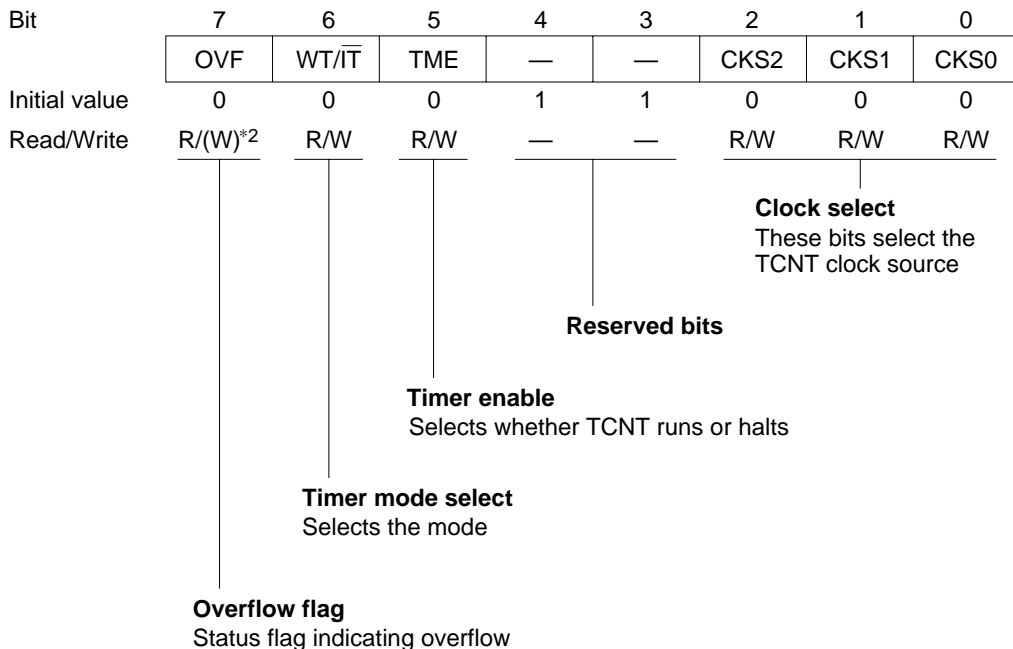 Bit 7 6 5 4 3 2 1 0
OVF WT/I̅T̅ TME — — CKS2 CKS1 CKS0
Initial value 0 0 0 1 1 0 0 0
Read/Write R/(W)*2 R/W R/W — — R/W R/W R/W
Clock select
These bits select the
TCNT clock source
Reserved bits
Timer enable
Selects whether TCNT runs or halts
Timer mode select
Selects the mode
Overflow flag
Status flag indicating overflow